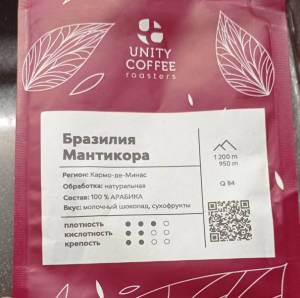 UNITY
COFFEE
roasters
Бразилия
Мантикора
Регион: Кармо-де-Минас
Обработка: натуральная
Состав: 100 % АРАБИКА
Вкус: молочный шоколад, сухофрукты
1 200 m
950 m
Q 84
плотность
кислотность
крепость